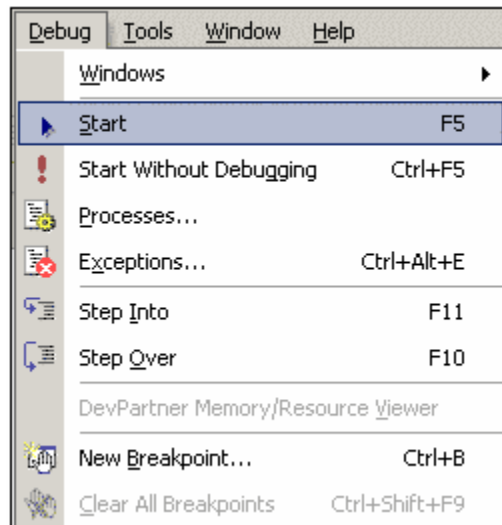 Debug Tools Window Help
Windows
Start F5
Start Without Debugging Ctrl+F5
Processes...
Exceptions... Ctrl+Alt+E
Step Into F11
Step Over F10
DevPartner Memory/Resource Viewer
New Breakpoint... Ctrl+B
Clear All Breakpoints Ctrl+Shift+F9